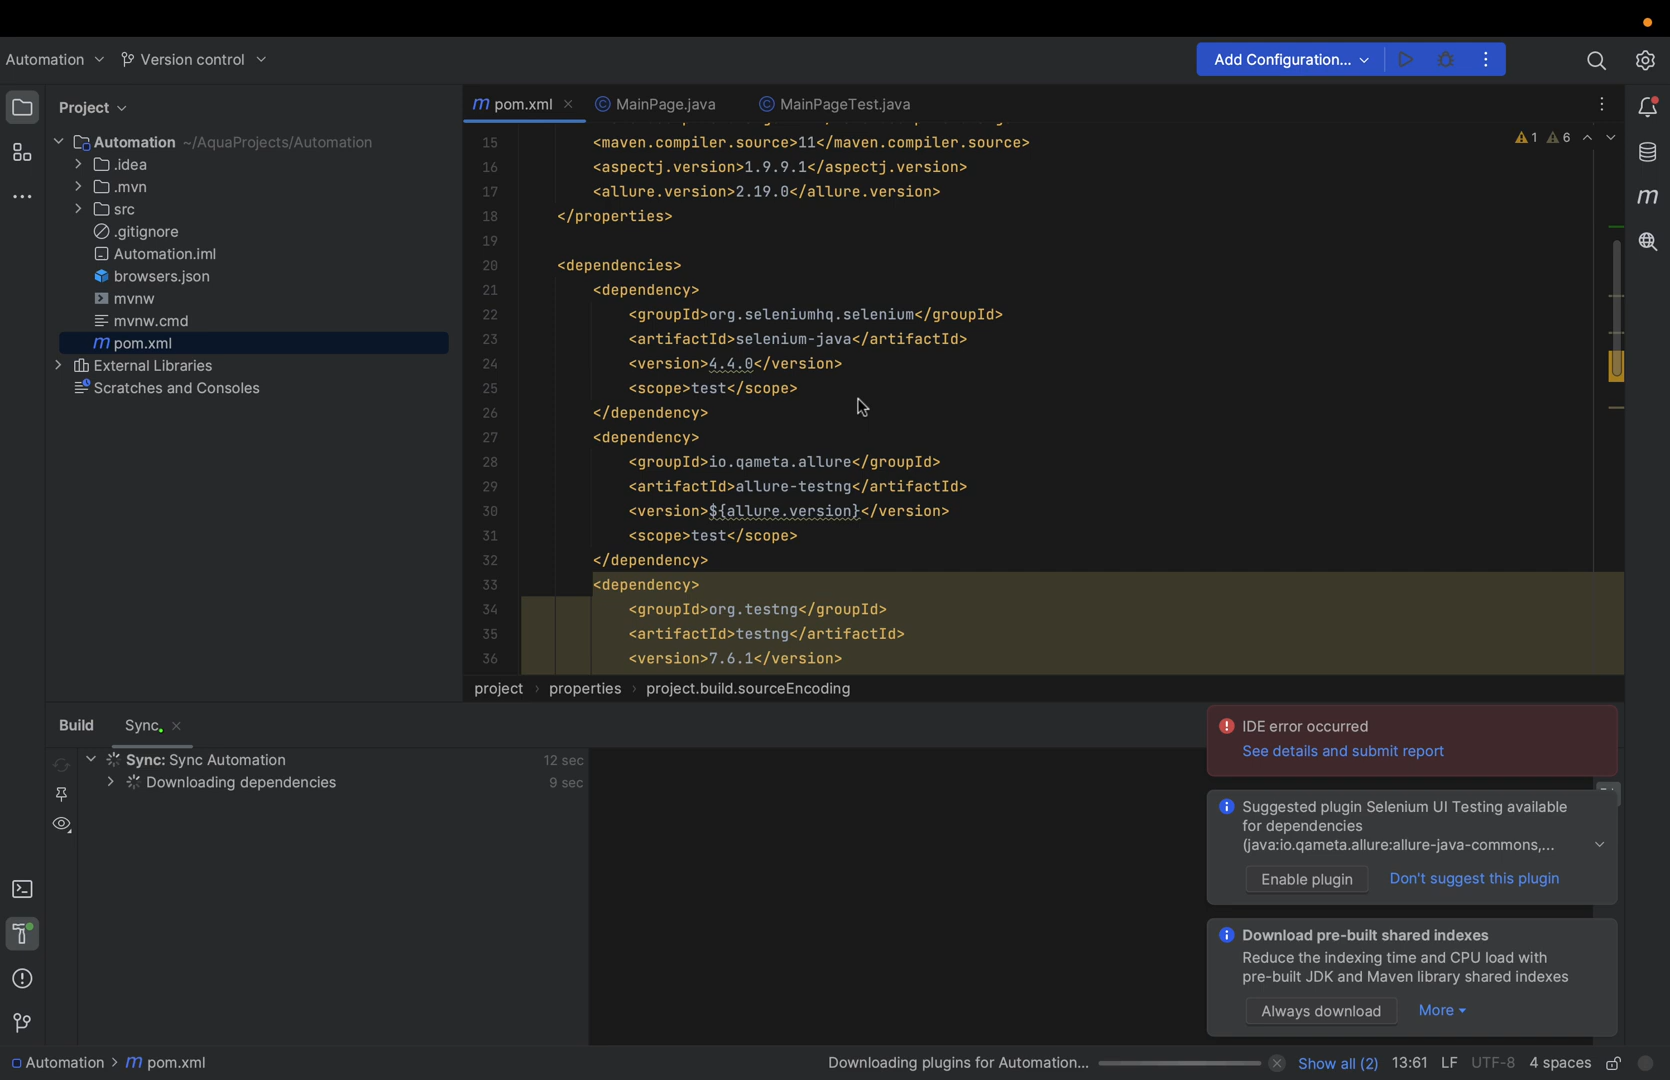 Automation Version control Add Configuration...
Project
pom.xml MainPage.java MainPageTest.java
Automation ~/AquaProjects/Automation
.idea
.mvn
src
.gitignore
Automation.iml
browsers.json
mvnw
mvnw.cmd
pom.xml
External Libraries
Scratches and Consoles
1 6
15 <maven.compiler.source>11</maven.compiler.source>
16 <aspectj.version>1.9.9.1</aspectj.version>
17 <allure.version>2.19.0</allure.version>
18 </properties>
19
20 <dependencies>
21 <dependency>
22 <groupId>org.seleniumhq.selenium</groupId>
23 <artifactId>selenium-java</artifactId>
24 <version>4.4.0</version>
25 <scope>test</scope>
26 </dependency>
27 <dependency>
28 <groupId>io.qameta.allure</groupId>
29 <artifactId>allure-testng</artifactId>
30 <version>${allure.version}</version>
31 <scope>test</scope>
32 </dependency>
33 <dependency>
34 <groupId>org.testng</groupId>
35 <artifactId>testng</artifactId>
36 <version>7.6.1</version>
project › properties › project.build.sourceEncoding
Build Sync
Sync: Sync Automation 12 sec
Downloading dependencies 9 sec
IDE error occurred
See details and submit report
Suggested plugin Selenium UI Testing available
for dependencies
(java:io.qameta.allure:allure-java-commons,...
Enable plugin Don't suggest this plugin
Download pre-built shared indexes
Reduce the indexing time and CPU load with
pre-built JDK and Maven library shared indexes
Always download More
Automation › pom.xml Downloading plugins for Automation... Show all (2) 13:61 LF UTF-8 4 spaces